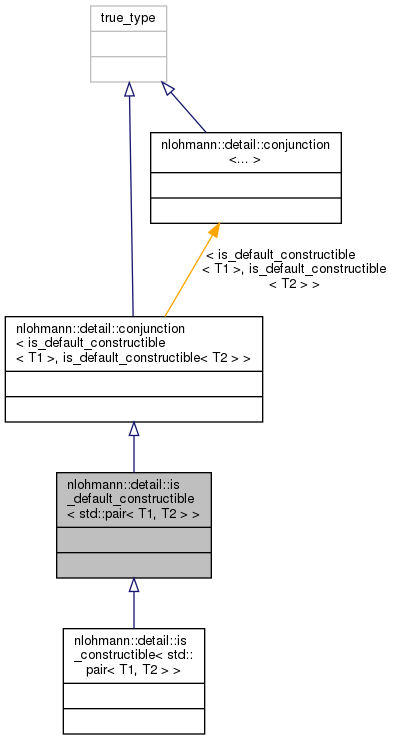 true_type
nlohmann::detail::conjunction
<... >
< is_default_constructible
< T1 >, is_default_constructible
< T2 > >
nlohmann::detail::conjunction
< is_default_constructible
< T1 >, is_default_constructible< T2 > >
nlohmann::detail::is
_default_constructible
< std::pair< T1, T2 > >
nlohmann::detail::is
_constructible< std::
pair< T1, T2 > >